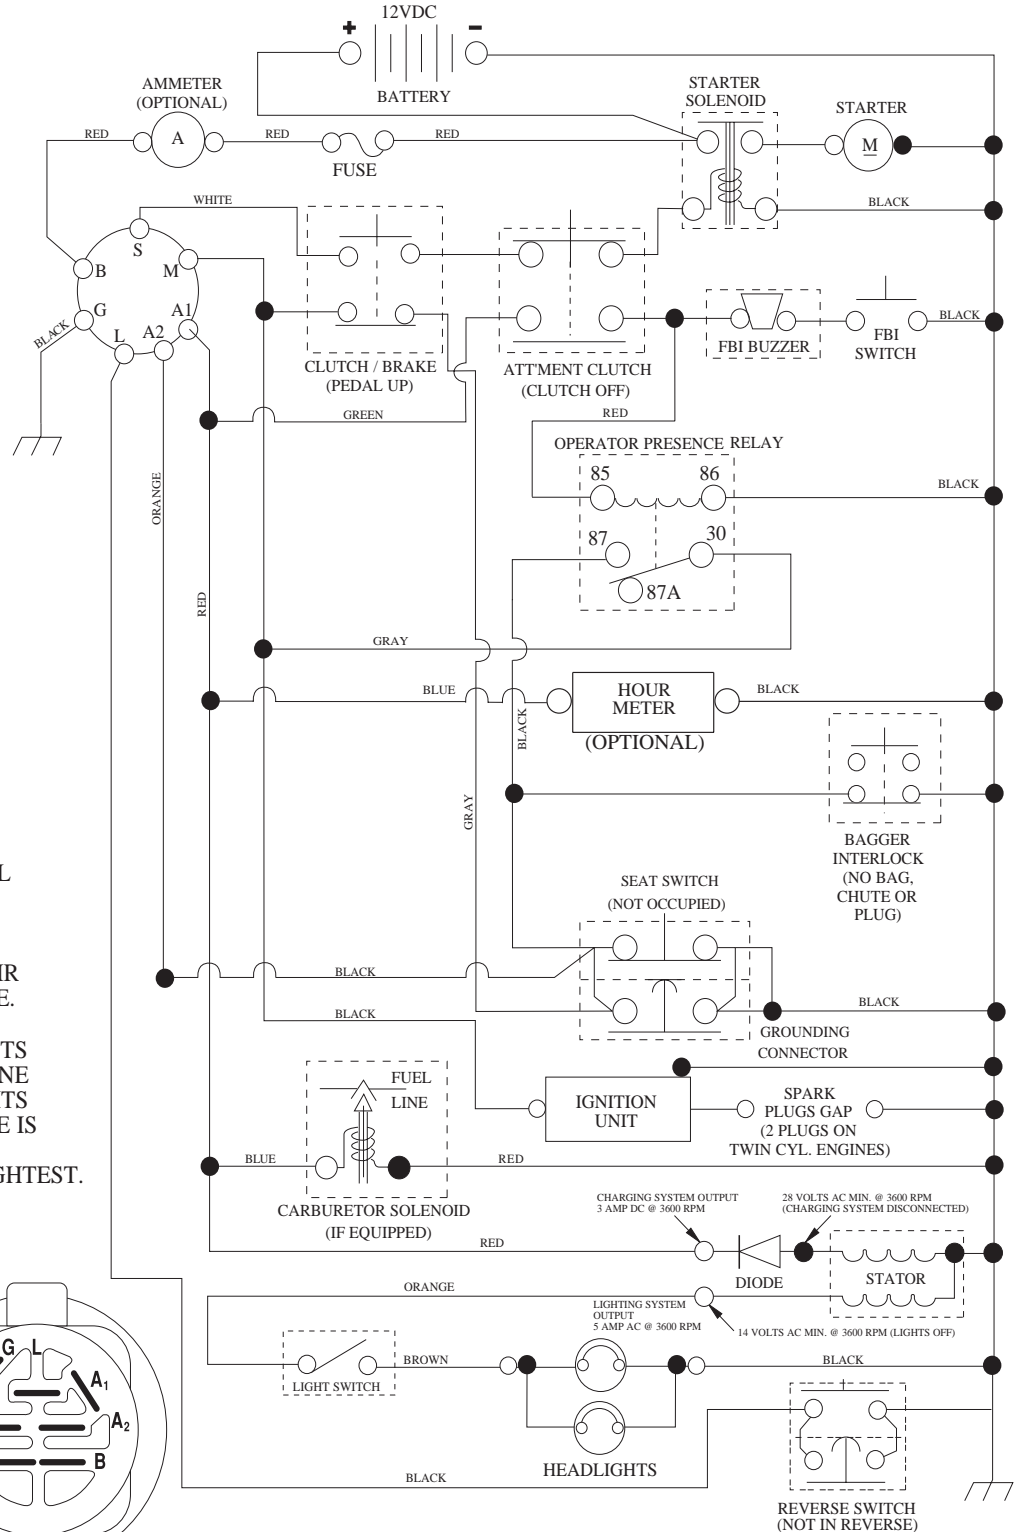 12VDC
+
-
BATTERY
AMMETER
(OPTIONAL)
STARTER
SOLENOID
STARTER
RED
A
RED
FUSE
RED
M
WHITE
BLACK
S
B
M
G
A1
L
A2
BLACK
CLUTCH / BRAKE
(PEDAL UP)
ATT'MENT CLUTCH
(CLUTCH OFF)
FBI BUZZER
FBI
SWITCH
BLACK
GREEN
RED
OPERATOR PRESENCE RELAY
85
86
BLACK
87
30
87A
ORANGE
RED
GRAY
BLUE
HOUR
METER
(OPTIONAL)
BLACK
BLACK
GRAY
BAGGER
INTERLOCK
(NO BAG,
CHUTE OR
PLUG)
L
SEAT SWITCH
(NOT OCCUPIED)
IR
E.
BLACK
BLACK
BLACK
GROUNDING
CONNECTOR
TS
NE
TS
E IS
GHTEST.
FUEL
LINE
IGNITION
UNIT
SPARK
PLUGS GAP
(2 PLUGS ON
TWIN CYL. ENGINES)
BLUE
RED
CARBURETOR SOLENOID
(IF EQUIPPED)
CHARGING SYSTEM OUTPUT
3 AMP DC @ 3600 RPM
28 VOLTS AC MIN. @ 3600 RPM
(CHARGING SYSTEM DISCONNECTED)
RED
DIODE
STATOR
ORANGE
LIGHTING SYSTEM
OUTPUT
5 AMP AC @ 3600 RPM
14 VOLTS AC MIN. @ 3600 RPM (LIGHTS OFF)
LIGHT SWITCH
BROWN
BLACK
G L
A1
A2
B
HEADLIGHTS
BLACK
REVERSE SWITCH
(NOT IN REVERSE)